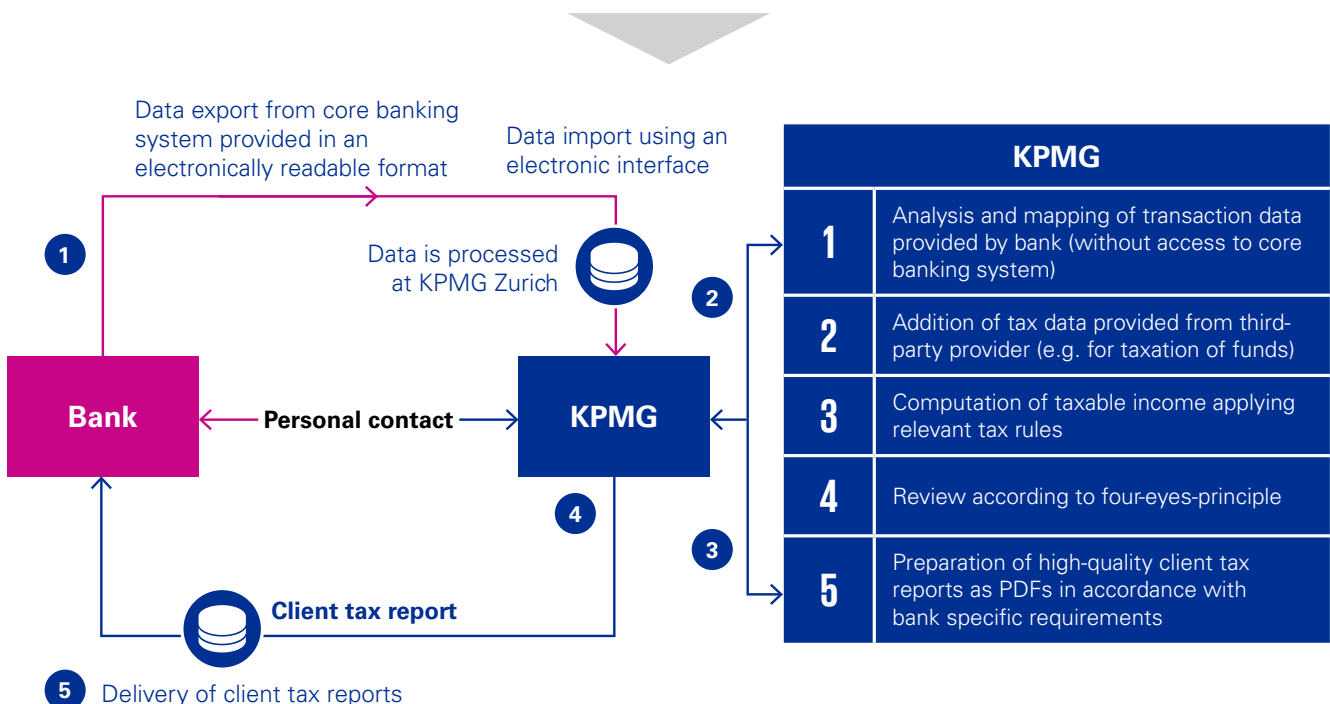 Data export from core banking
system provided in an
electronically readable format
Data import using an
electronic interface
1
Data is processed
at KPMG Zurich
2
Bank
Personal contact
KPMG
4
3
Client tax report
5
Delivery of client tax reports
KPMG
1
Analysis and mapping of transaction data
provided by bank (without access to core
banking system)
2
Addition of tax data provided from third-
party provider (e.g. for taxation of funds)
3
Computation of taxable income applying
relevant tax rules
4
Review according to four-eyes-principle
5
Preparation of high-quality client tax
reports as PDFs in accordance with
bank specific requirements